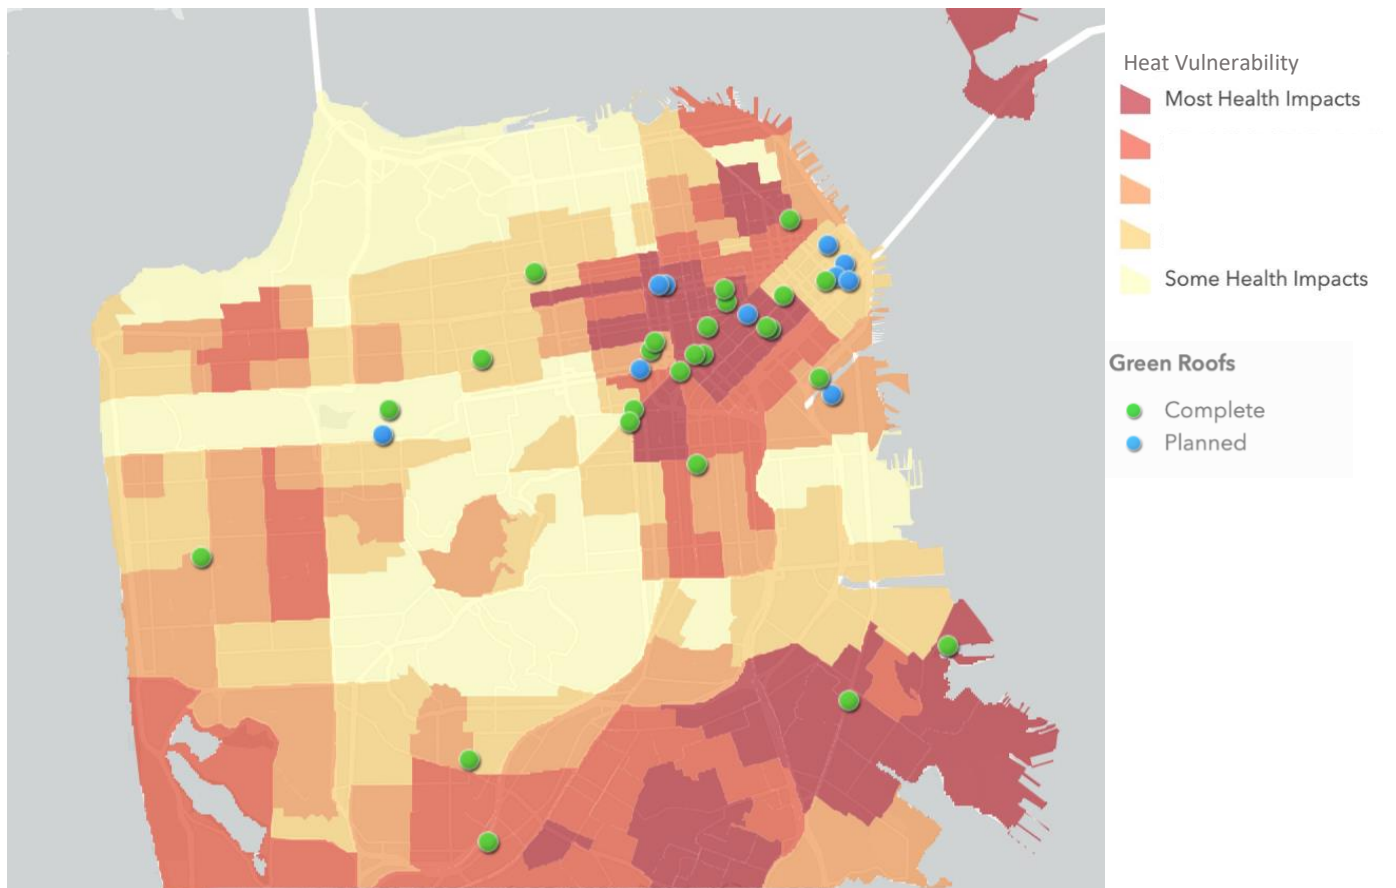 Heat Vulnerability
Most Health Impacts
Some Health Impacts
Green Roofs
Complete
Planned